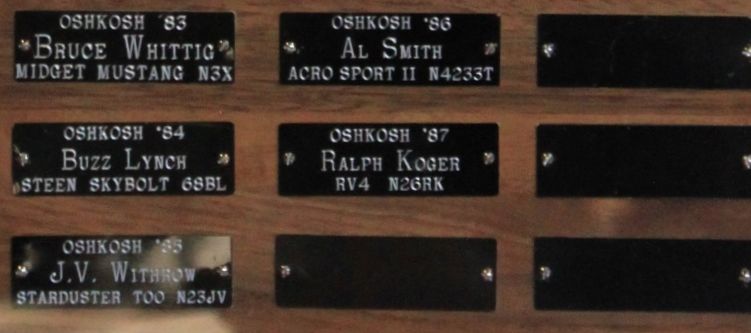 OSHKOSH '83
BRUCE WHITTIG
MIDGET MUSTANG N3X
OSHKOSH '84
BUZZ LYNCH
STEEN SKYBOLT 68BL
OSHKOSH '85
J.V. WITHROW
STARDUSTER TOO N23JV
OSHKOSH '86
AL SMITH
ACRO SPORT II N4233T
OSHKOSH '87
RALPH KOGER
RV4 N26RK